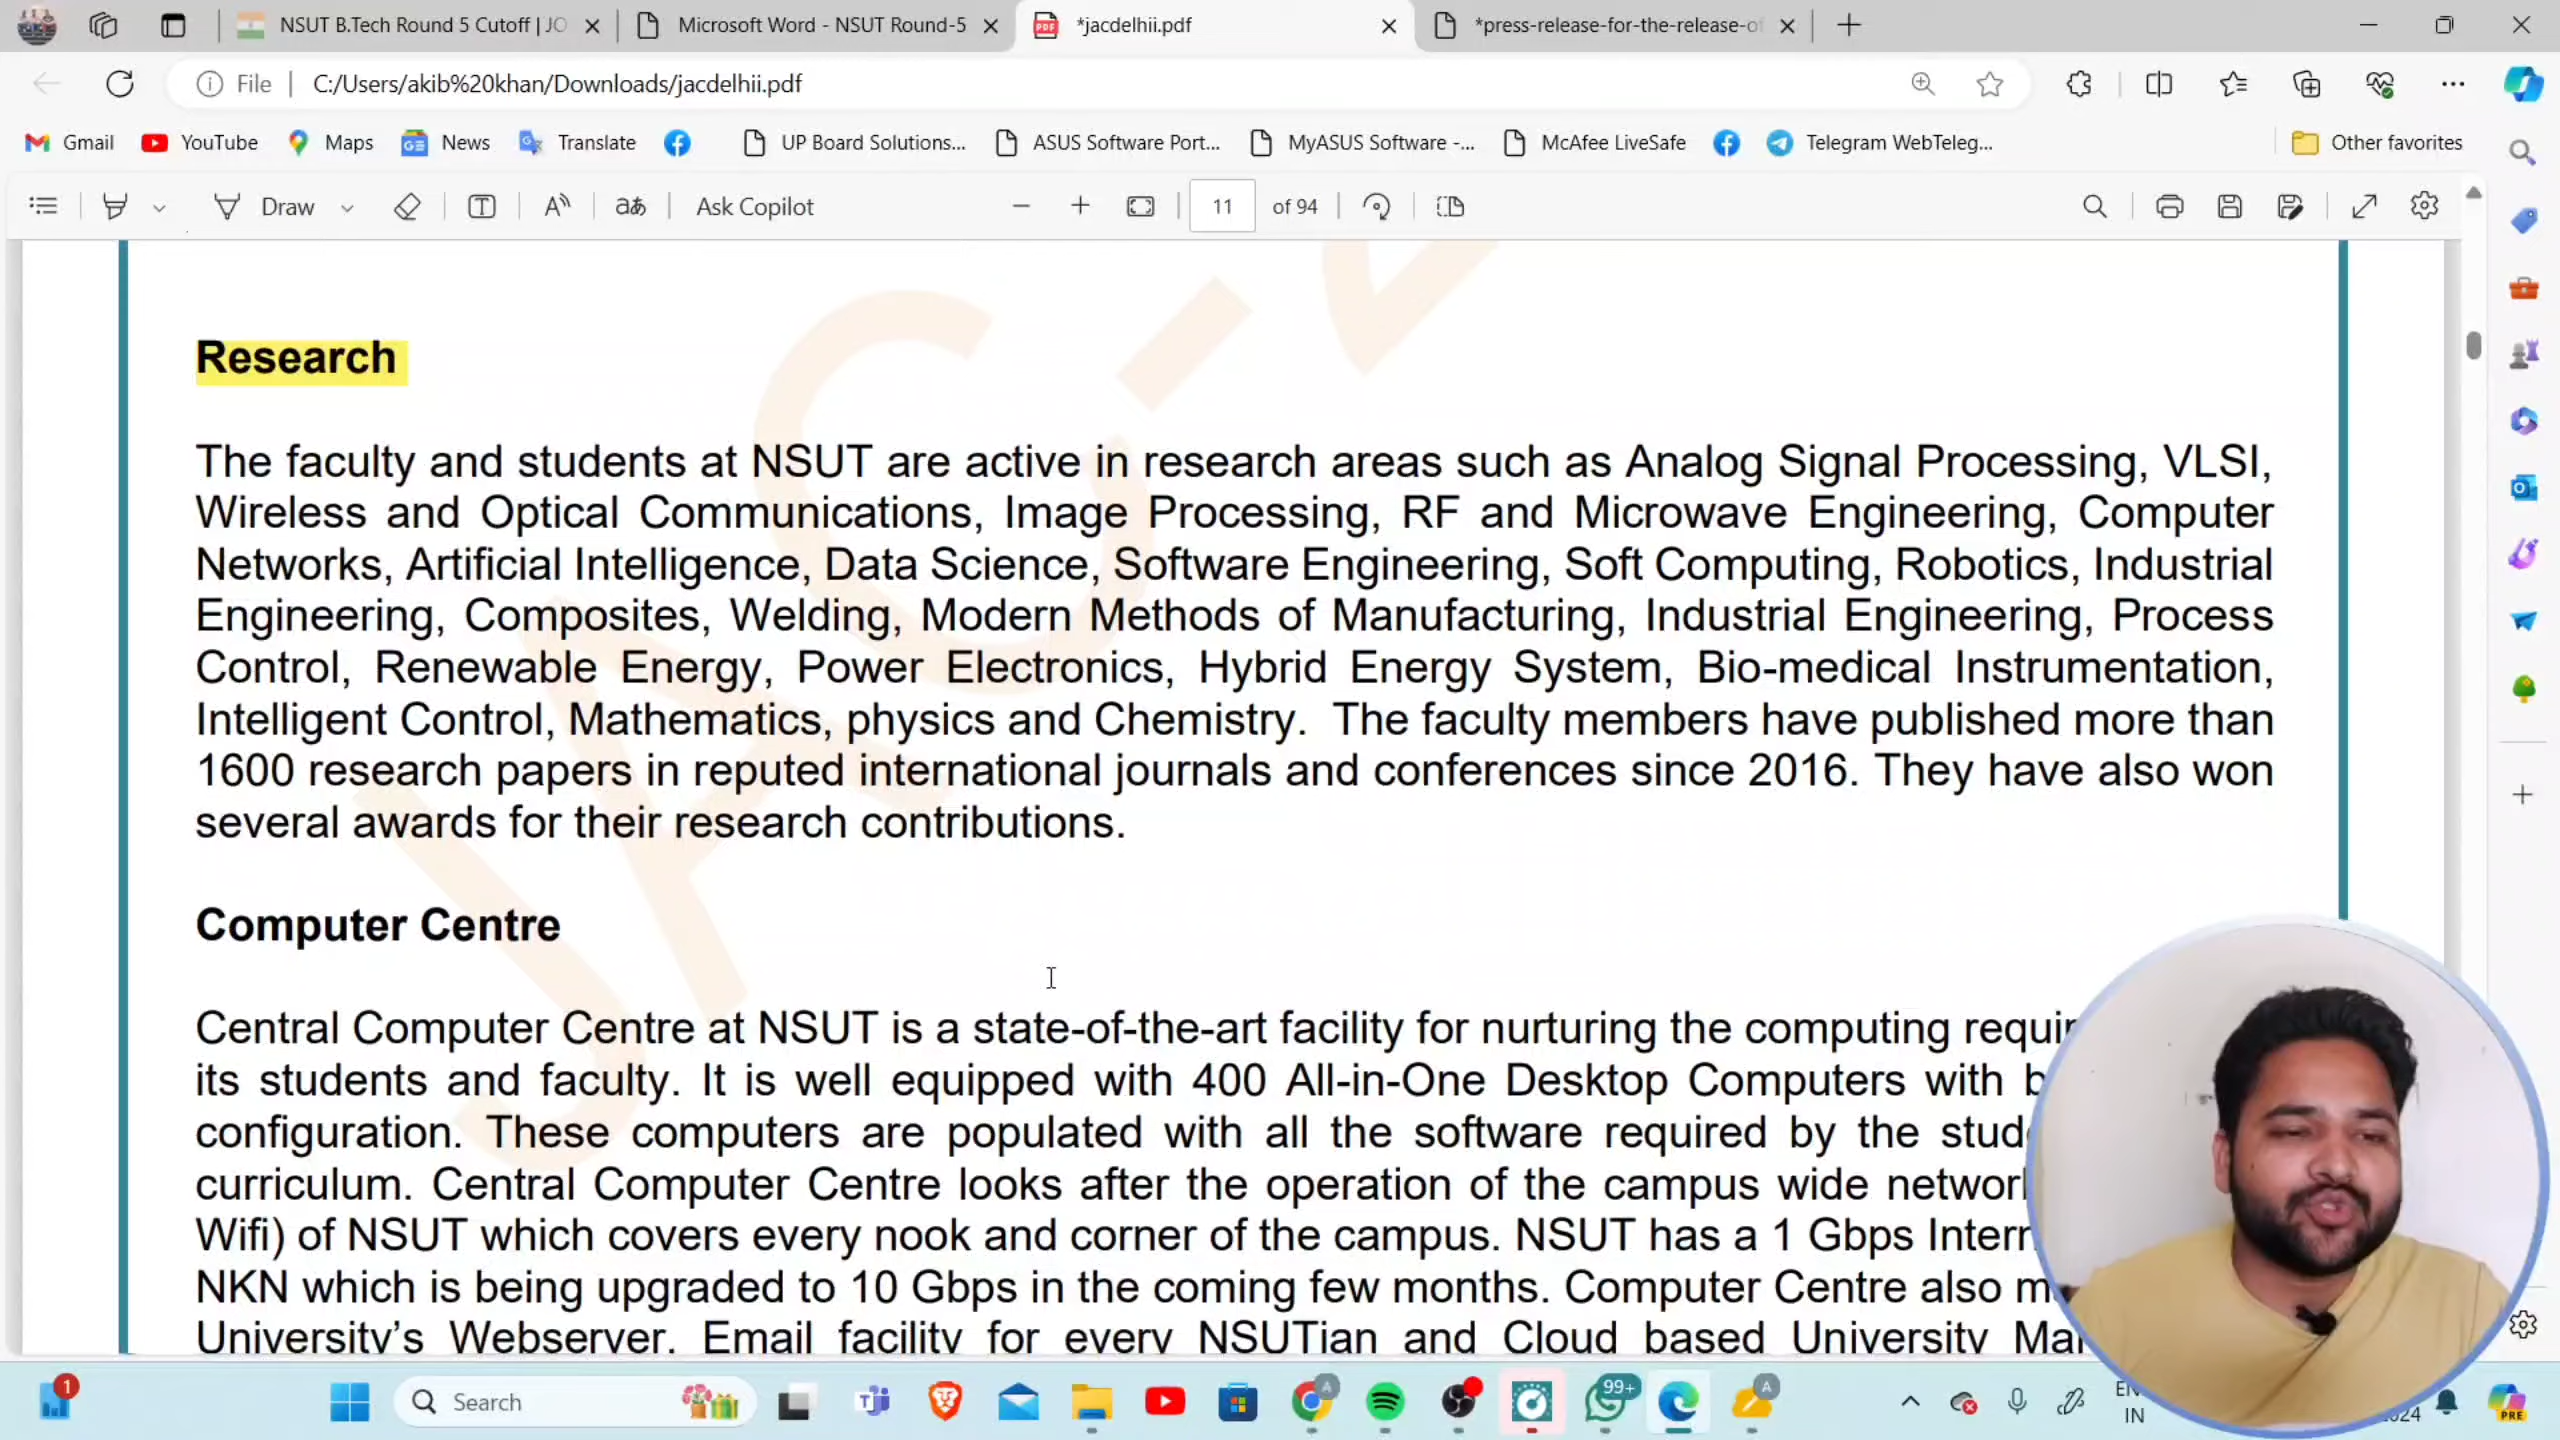 NSUT B.Tech Round 5 Cutoff | JO
Microsoft Word - NSUT Round-5
*jacdelhii.pdf
*press-release-for-the-release-of
File
C:/Users/akib%20khan/Downloads/jacdelhii.pdf
Gmail
YouTube
Maps
News
Translate
UP Board Solutions...
ASUS Software Port...
MyASUS Software -...
McAfee LiveSafe
Telegram WebTeleg...
Other favorites
Draw
Ask Copilot
11 of 94
Research
The faculty and students at NSUT are active in research areas such as Analog Signal Processing, VLSI,
Wireless and Optical Communications, Image Processing, RF and Microwave Engineering, Computer
Networks, Artificial Intelligence, Data Science, Software Engineering, Soft Computing, Robotics, Industrial
Engineering, Composites, Welding, Modern Methods of Manufacturing, Industrial Engineering, Process
Control, Renewable Energy, Power Electronics, Hybrid Energy System, Bio-medical Instrumentation,
Intelligent Control, Mathematics, physics and Chemistry. The faculty members have published more than
1600 research papers in reputed international journals and conferences since 2016. They have also won
several awards for their research contributions.
Computer Centre
Central Computer Centre at NSUT is a state-of-the-art facility for nurturing the computing requir
its students and faculty. It is well equipped with 400 All-in-One Desktop Computers with b
configuration. These computers are populated with all the software required by the stud
curriculum. Central Computer Centre looks after the operation of the campus wide network
Wifi) of NSUT which covers every nook and corner of the campus. NSUT has a 1 Gbps Intern
NKN which is being upgraded to 10 Gbps in the coming few months. Computer Centre also m
University's Webserver. Email facility for every NSUTian and Cloud based University Ma
JAC-2
1
Search
99+
EN
IN
2024
PRE